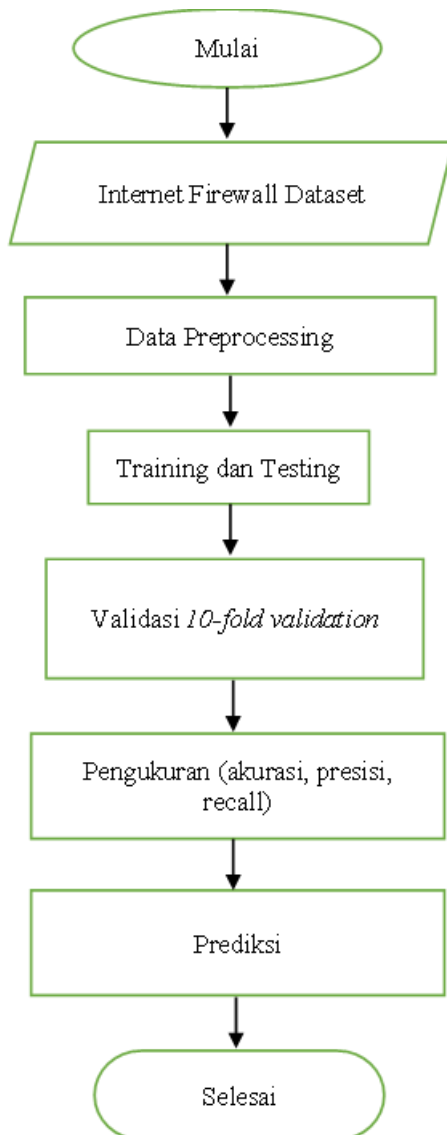 Mulai
Internet Firewall Dataset
Data Preprocessing
Training dan Testing
Validasi 10-fold validation
Pengukuran (akurasi, presisi,
recall)
Prediksi
Selesai